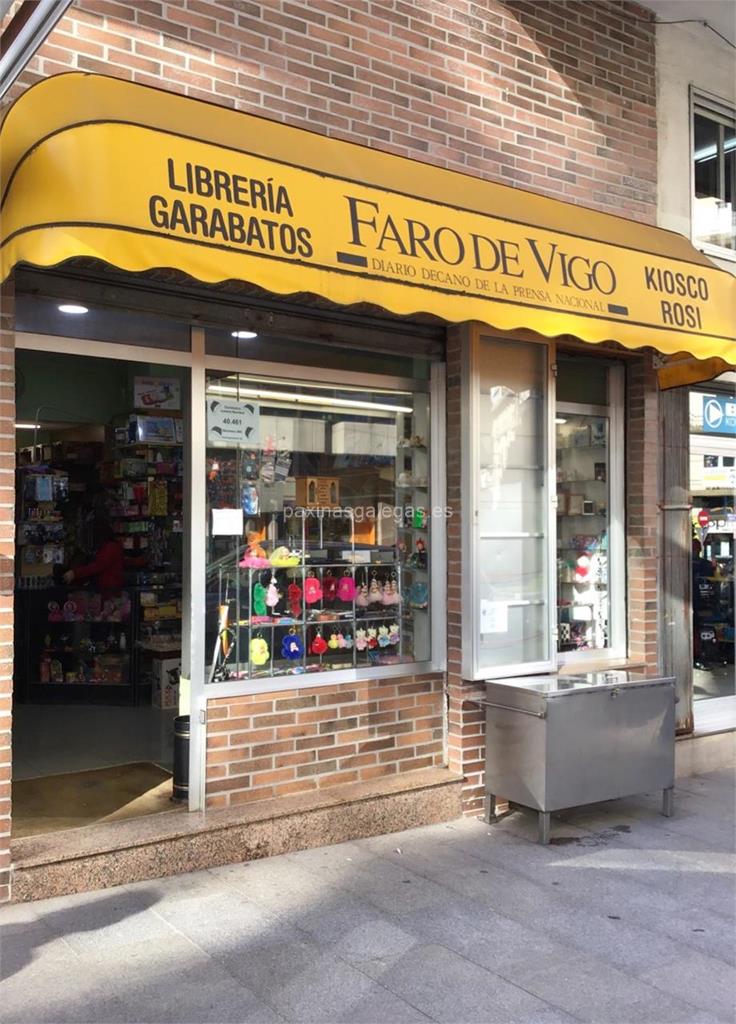 LIBRERÍA
GARABATOS
FARO DE VIGO
DIARIO DECANO DE LA PRENSA NACIONAL
KIOSCO
ROSI
40.461
paxinasgalegas.es